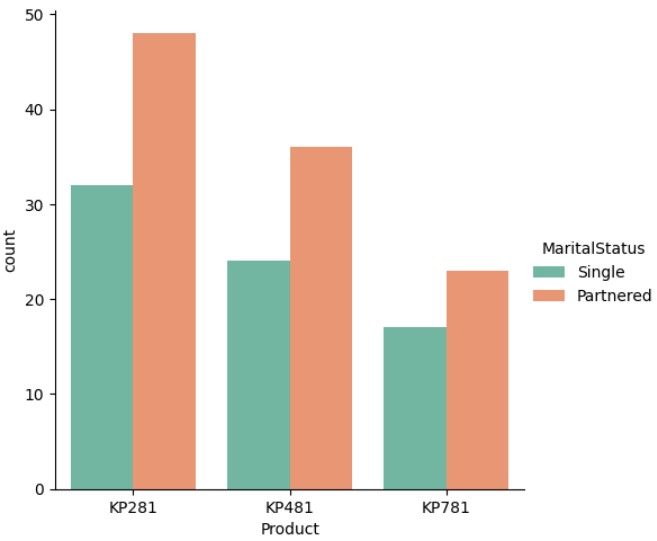 50
40
30
20
10
0
count
KP281
KP481
KP781
Product
MaritalStatus
Single
Partnered